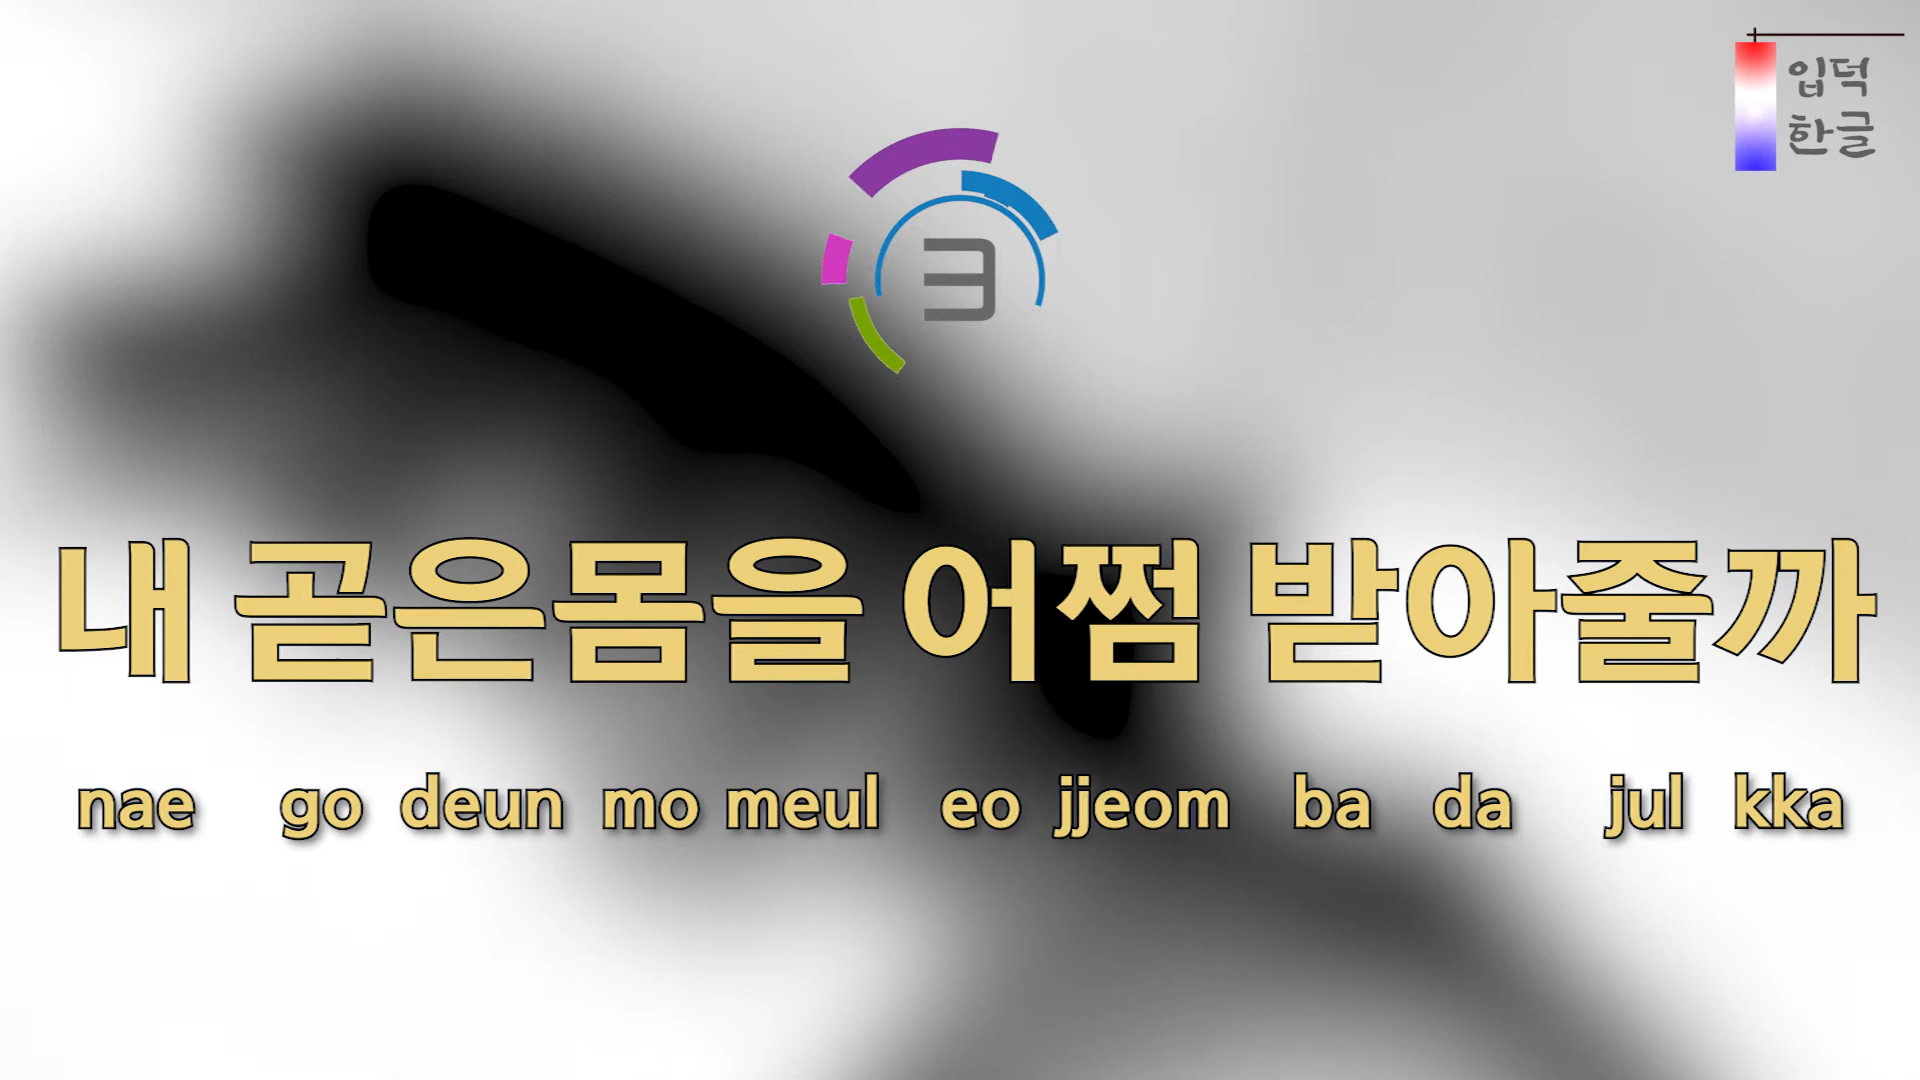 입덕
한글
3
내 곧은몸을 어쩜 받아줄까
nae go deun mo meul eo jjeom ba da jul kka